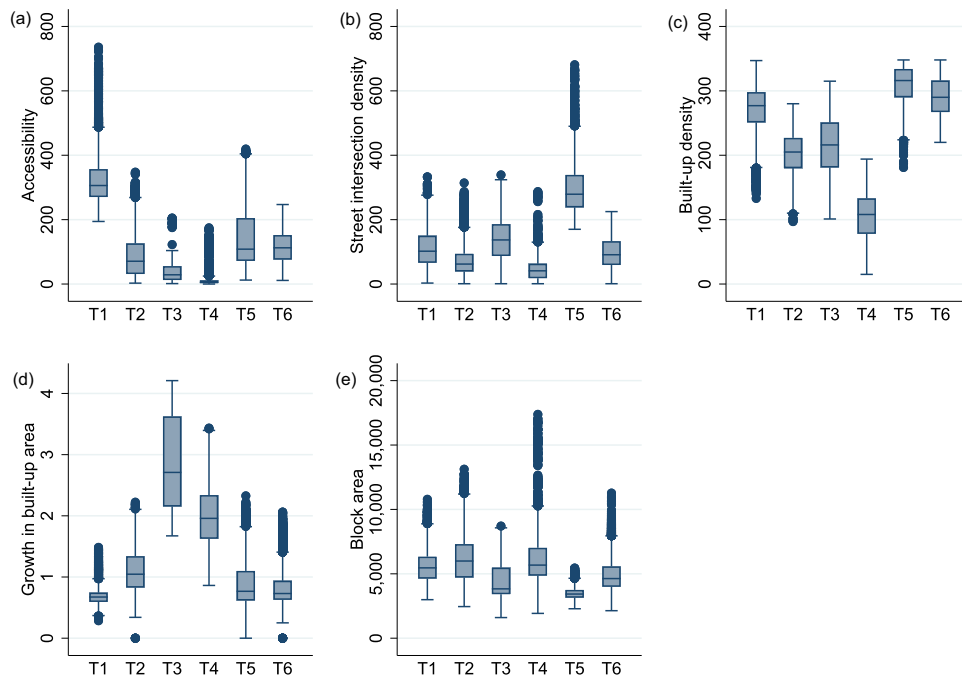 (a)
Accessibility
800
600
400
200
0
T1 T2 T3 T4 T5 T6
(b)
Street intersection density
800
600
400
200
0
T1 T2 T3 T4 T5 T6
(c)
Built-up density
400
300
200
100
0
T1 T2 T3 T4 T5 T6
(d)
Growth in built-up area
4
3
2
1
0
T1 T2 T3 T4 T5 T6
(e)
Block area
20,000
15,000
10,000
5,000
0
T1 T2 T3 T4 T5 T6